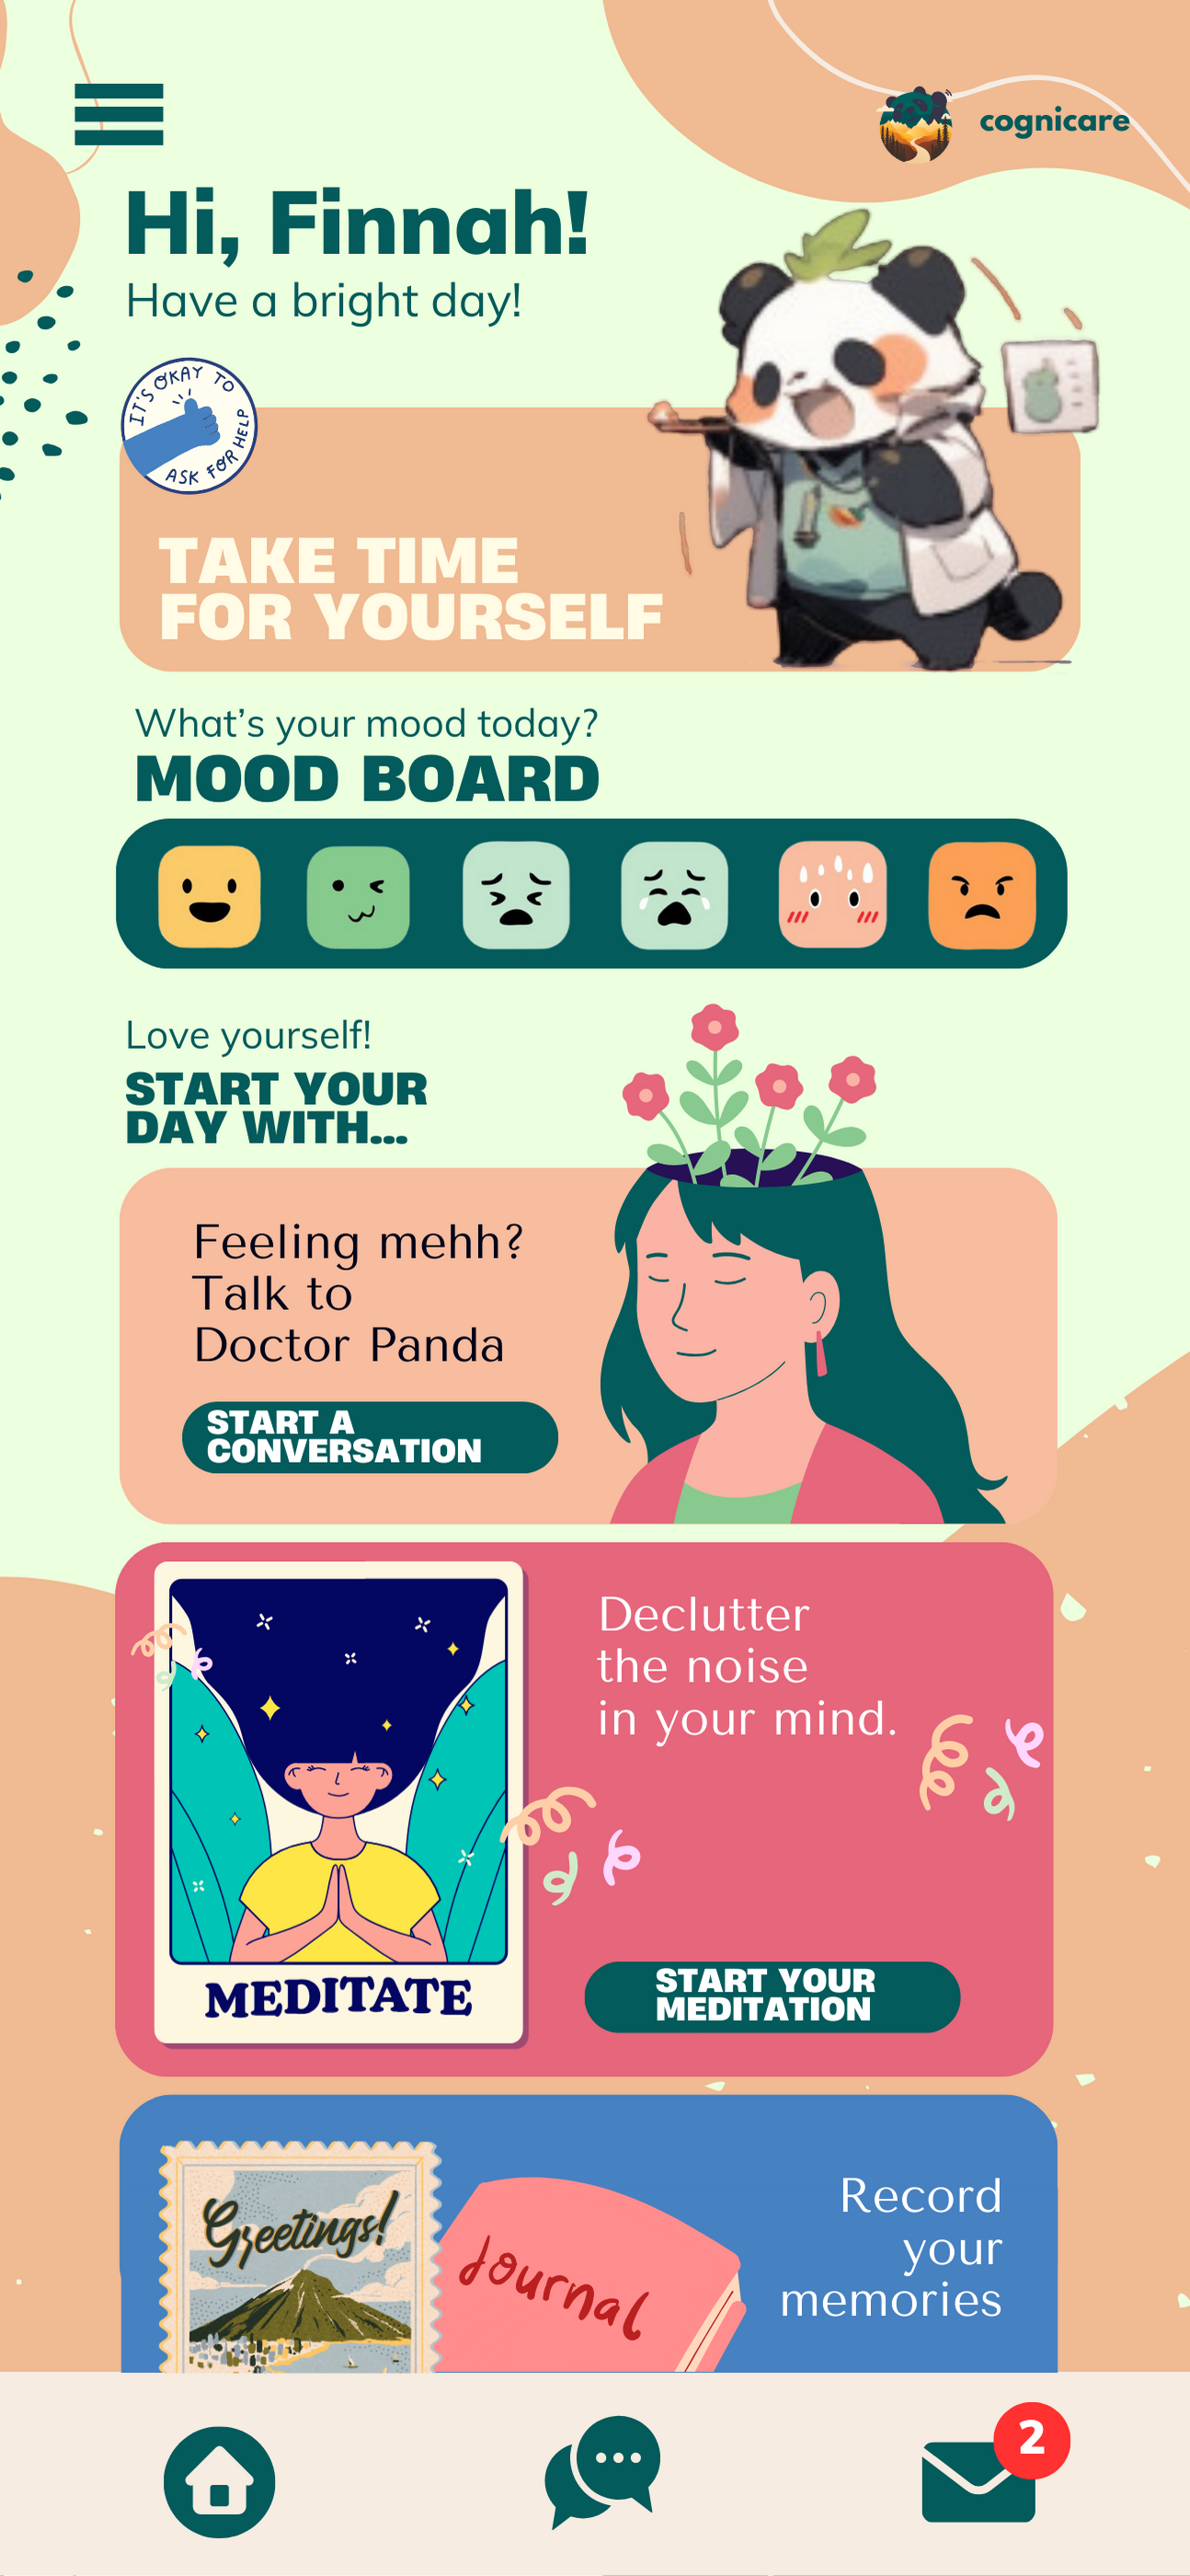 cognicare
Hi, Finnah!
Have a bright day!
IT'S OKAY TO
ASK FOR HELP
TAKE TIME
FOR YOURSELF
What's your mood today?
MOOD BOARD
Love yourself!
START YOUR
DAY WITH...
Feeling mehh?
Talk to
Doctor Panda
START A
CONVERSATION
Declutter
the noise
in your mind.
MEDITATE
START YOUR
MEDITATION
Greetings!
Journal
Record
your
memories
2